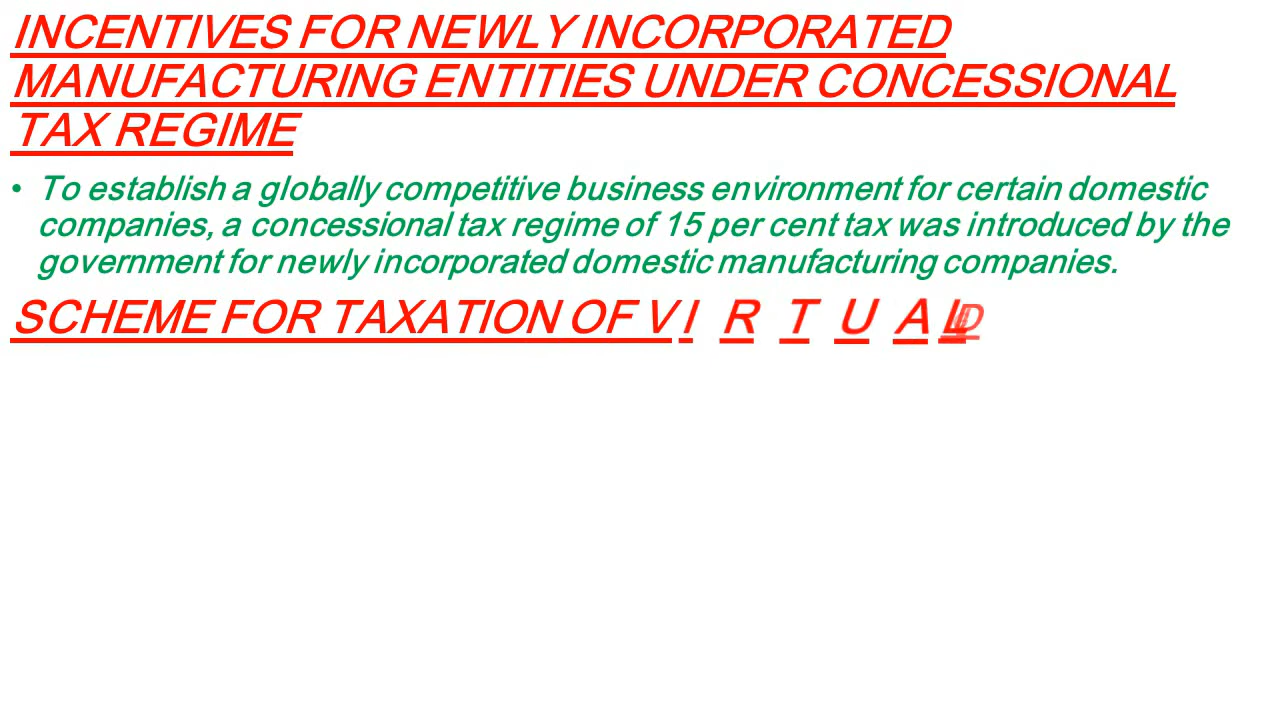 INCENTIVES FOR NEWLY INCORPORATED
MANUFACTURING ENTITIES UNDER CONCESSIONAL
TAX REGIME
• To establish a globally competitive business environment for certain domestic
companies, a concessional tax regime of 15 per cent tax was introduced by the
government for newly incorporated domestic manufacturing companies.
SCHEME FOR TAXATION OF VIRTUAL